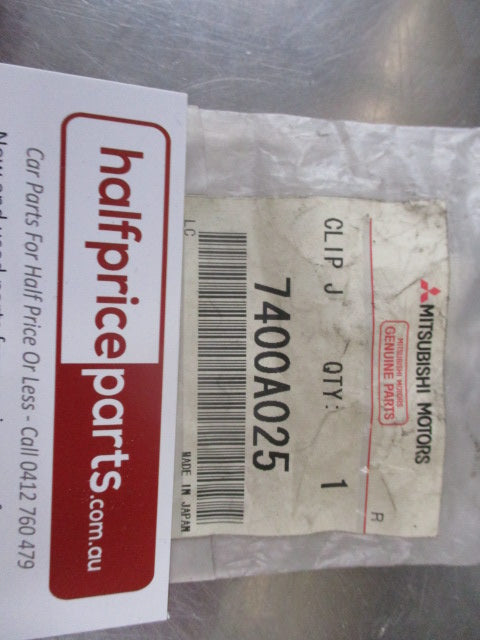 MITSUBISHI MOTORS
MITSUBISHI MOTORS
GENUINE PARTS
R
CLIP J QTY: 1
7400A025
LC
MADE IN JAPAN
halfpriceparts.com.au
Car Parts For Half Price Or Less - Call 0412 760 479